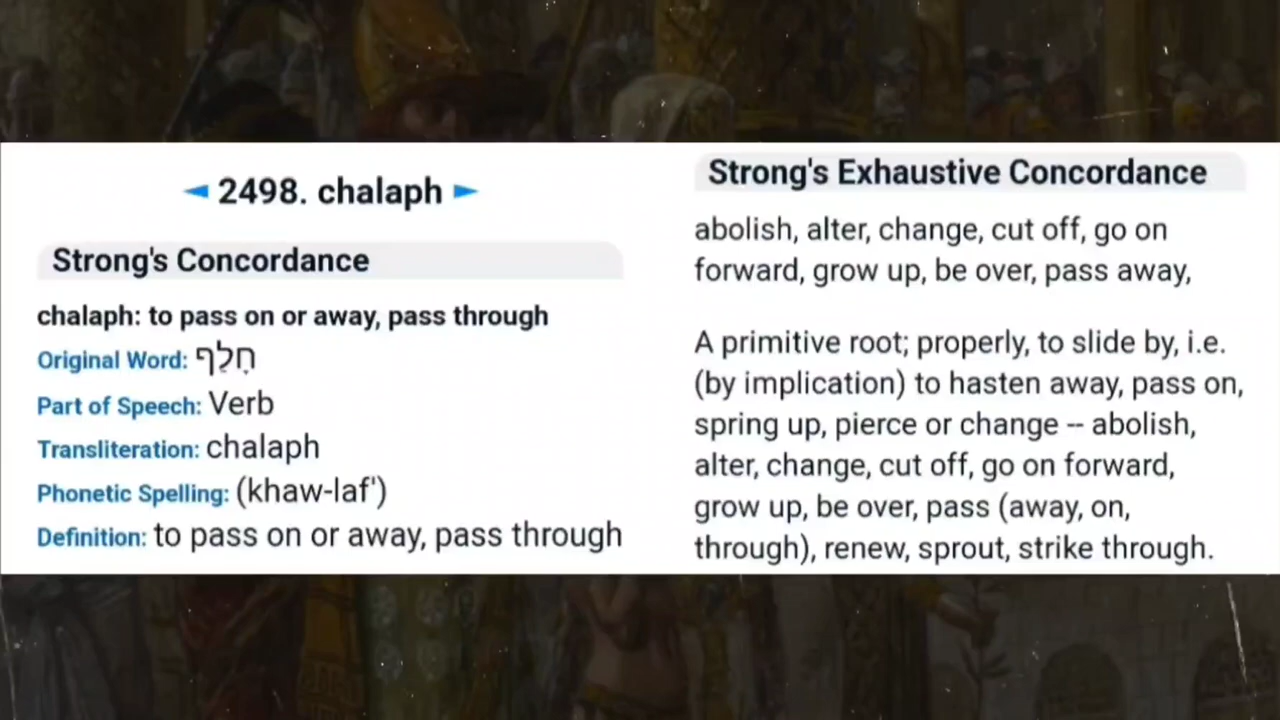 ◄ 2498. chalaph ►
Strong's Concordance
chalaph: to pass on or away, pass through
Original Word: חָלַף
Part of Speech: Verb
Transliteration: chalaph
Phonetic Spelling: (khaw-laf')
Definition: to pass on or away, pass through
Strong's Exhaustive Concordance
abolish, alter, change, cut off, go on
forward, grow up, be over, pass away,
A primitive root; properly, to slide by, i.e.
(by implication) to hasten away, pass on,
spring up, pierce or change -- abolish,
alter, change, cut off, go on forward,
grow up, be over, pass (away, on,
through), renew, sprout, strike through.